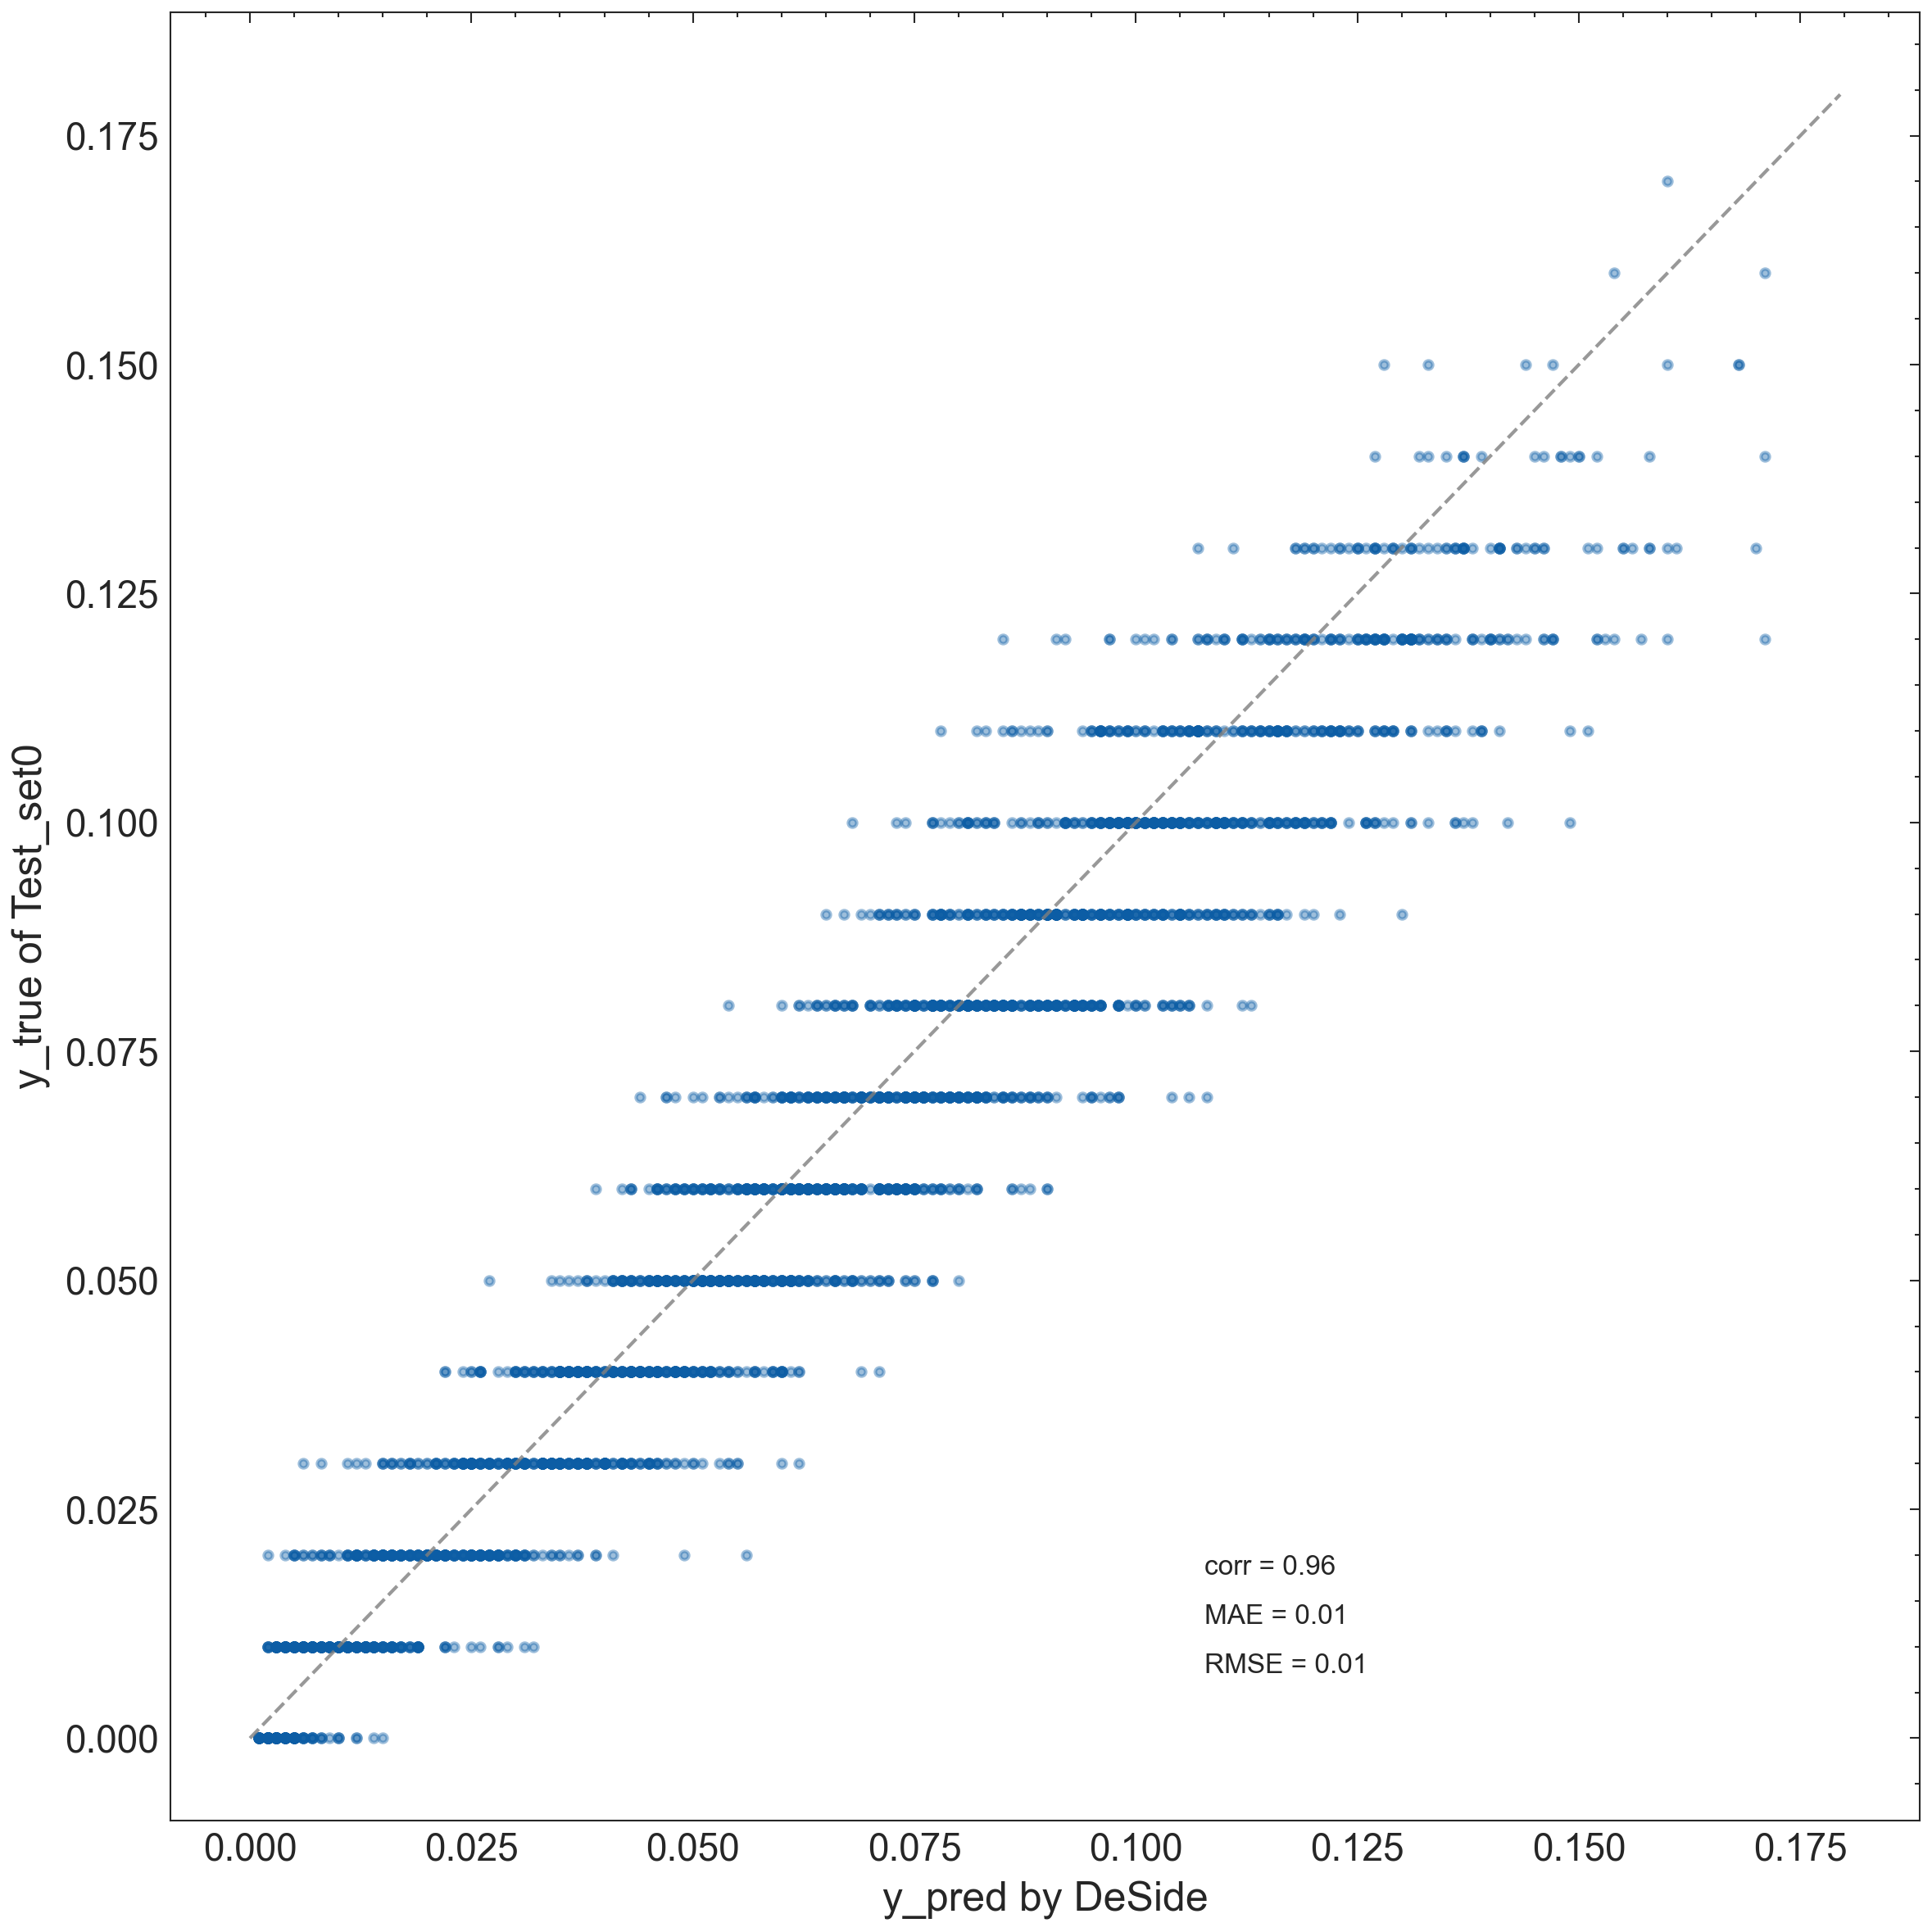 0.175
0.150
0.125
0.100
0.075
0.050
0.025
0.000
y_true of Test_set0
corr = 0.96
MAE = 0.01
RMSE = 0.01
0.000 0.025 0.050 0.075 0.100 0.125 0.150 0.175
y_pred by DeSide